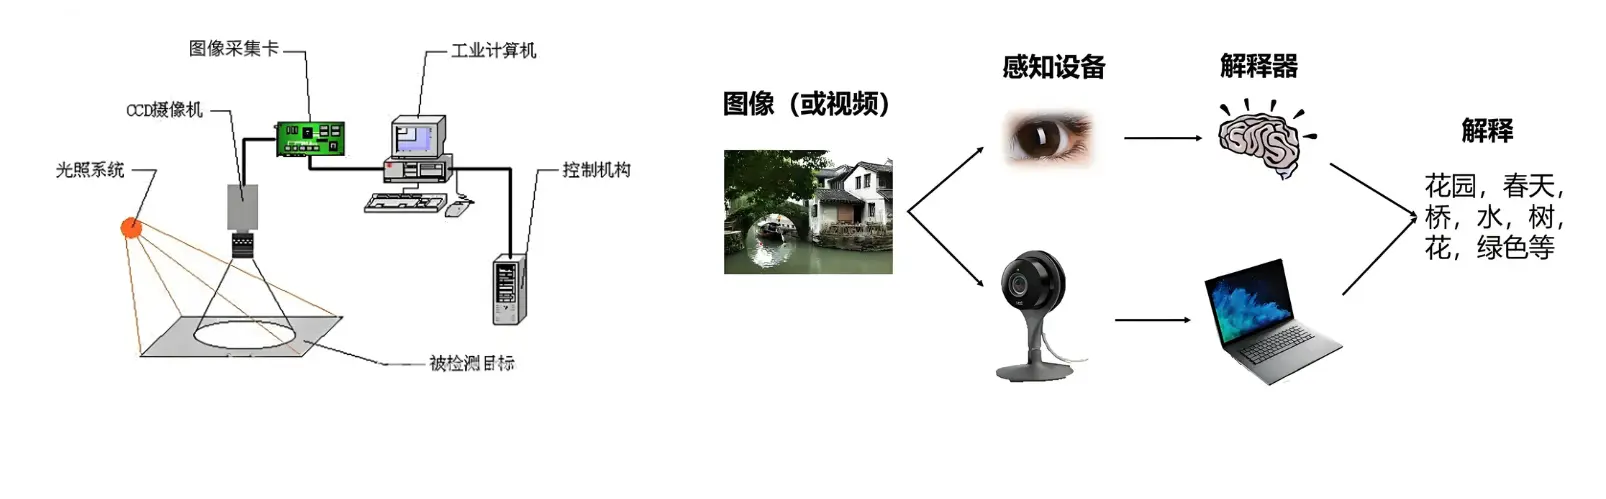 图像采集卡
工业计算机
CCD摄像机
光照系统
控制机构
被检测目标
感知设备
解释器
图像（或视频）
解释
花园，春天，
桥，水，树，
花，绿色等